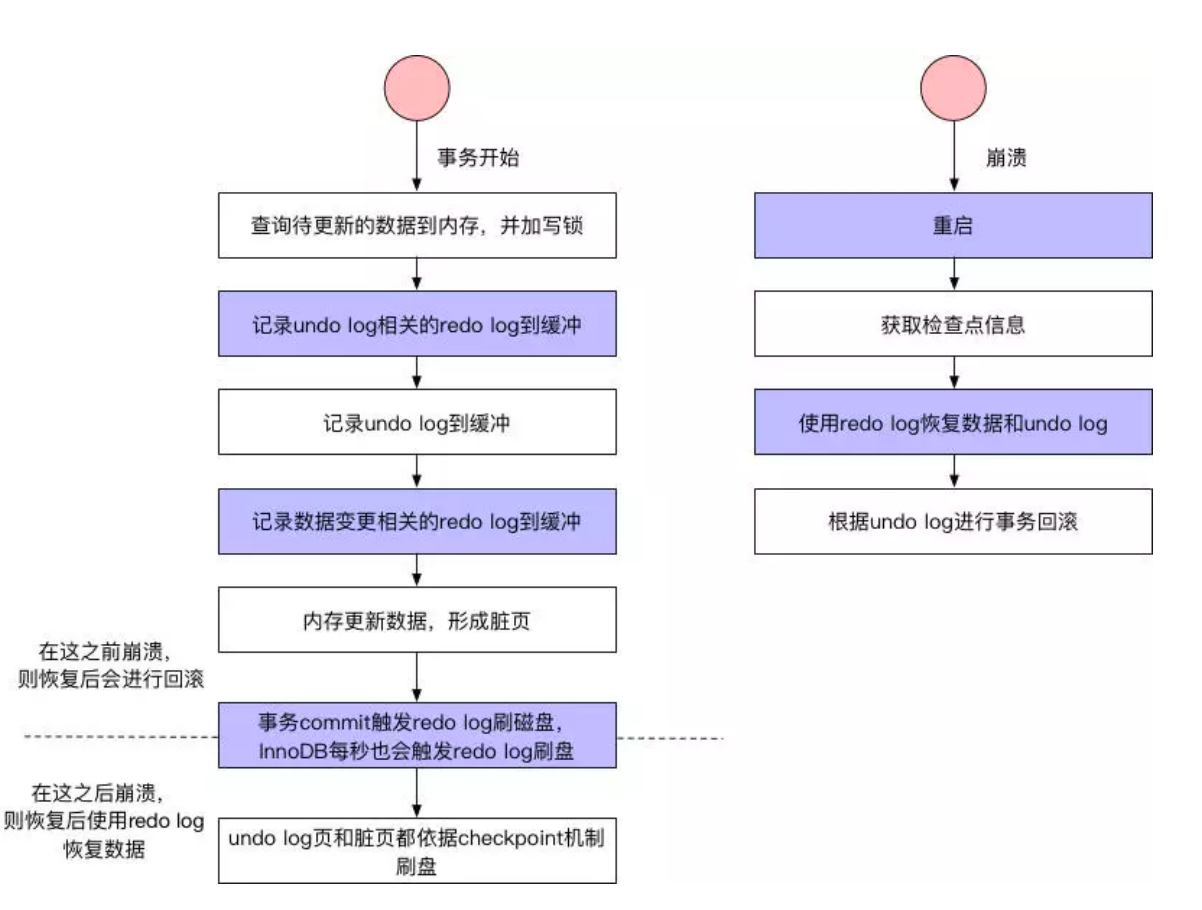 事务开始
查询待更新的数据到内存，并加写锁
记录undo log相关的redo log到缓冲
记录undo log到缓冲
记录数据变更相关的redo log到缓冲
内存更新数据，形成脏页
在这之前崩溃，
则恢复后会进行回滚
事务commit触发redo log刷磁盘，
InnoDB每秒也会触发redo log刷盘
在这之后崩溃，
则恢复后使用redo log
恢复数据
undo log页和脏页都依据checkpoint机制
刷盘
崩溃
重启
获取检查点信息
使用redo log恢复数据和undo log
根据undo log进行事务回滚